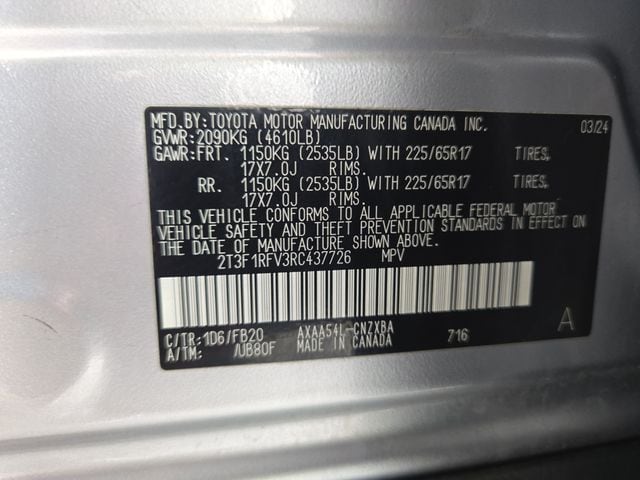 MFD.BY:TOYOTA MOTOR MANUFACTURING CANADA INC. 03/24
GVWR:2090KG (4610LB)
GAWR:FRT. 1150KG (2535LB) WITH 225/65R17 TIRES,
17X7.0J RIMS.
RR. 1150KG (2535LB) WITH 225/65R17 TIRES,
17X7.0J RIMS.
THIS VEHICLE CONFORMS TO ALL APPLICABLE FEDERAL MOTOR
VEHICLE SAFETY AND THEFT PREVENTION STANDARDS IN EFFECT ON
THE DATE OF MANUFACTURE SHOWN ABOVE.
2T3F1RFV3RC437726 MPV
C/TR:1D6/FB20 AXAA54L-CNZXBA 716 A
A/TM: /UB80F MADE IN CANADA